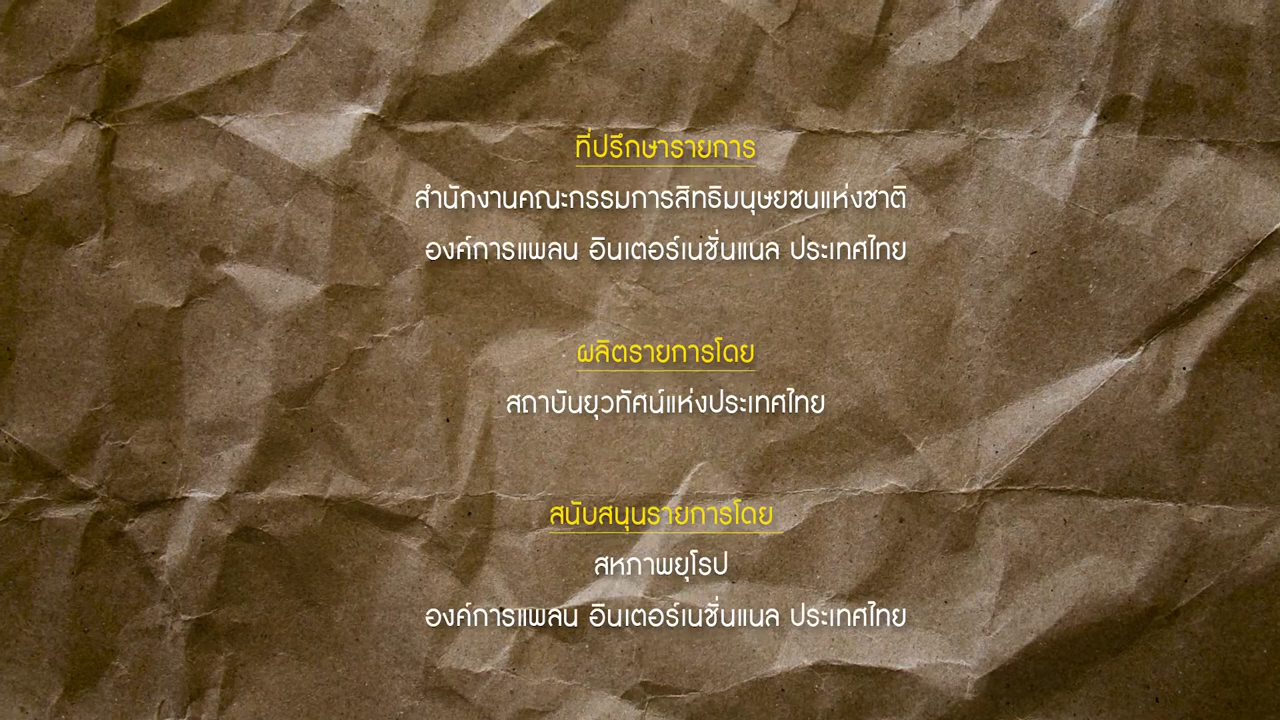 ที่ปรึกษารายการ
สำนักงานคณะกรรมการสิทธิมนุษยชนแห่งชาติ
องค์การแพลน อินเตอร์เนชั่นแนล ประเทศไทย
ผลิตรายการโดย
สถาบันยุวทัศน์แห่งประเทศไทย
สนับสนุนรายการโดย
สหภาพยุโรป
องค์การแพลน อินเตอร์เนชั่นแนล ประเทศไทย